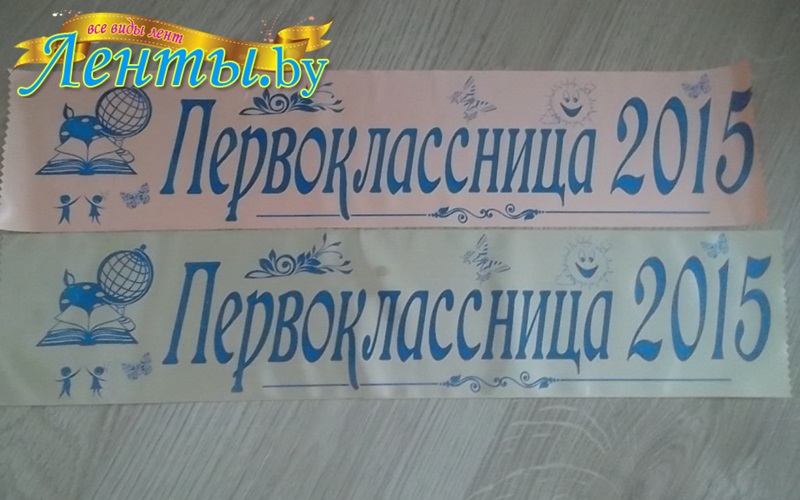 все виды лент
Ленты.by
Первоклассница 2015
Первоклассница 2015